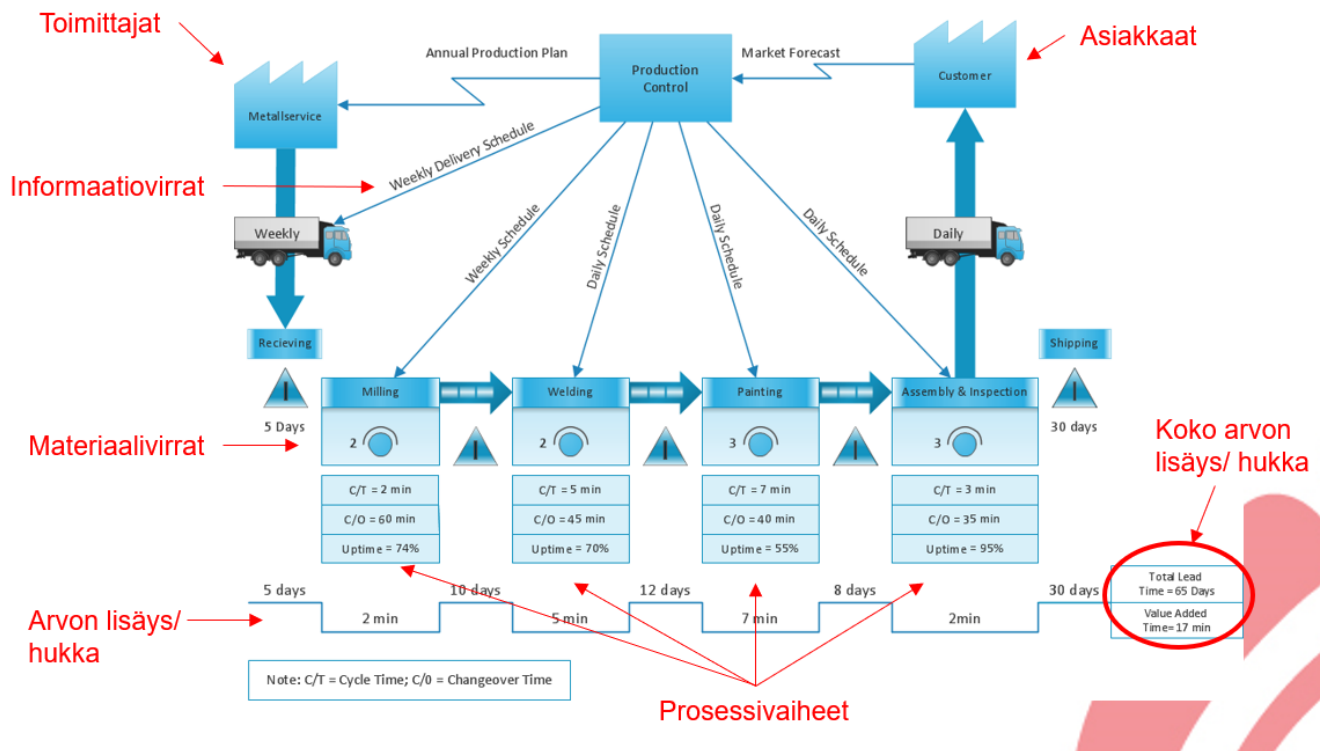 Toimittajat
Annual Production Plan
Production
Control
Market Forecast
Customer
Asiakkaat
Metallservice
Informaatiovirrat
Weekly Delivery Schedule
Weekly
Weekly Schedule
Daily Schedule
Daily Schedule
Daily Schedule
Daily
Recieving
Shipping
I
Milling
Welding
Painting
Assembly & Inspection
I
5 Days
2
I
2
I
3
I
3
30 days
Materiaalivirrat
Koko arvon
lisäys/ hukka
C/T = 2 min
C/T = 5 min
C/T = 7 min
C/T = 3 min
C/O = 60 min
C/O = 45 min
C/O = 40 min
C/O = 35 min
Uptime = 74%
Uptime = 70%
Uptime = 55%
Uptime = 95%
5 days
10 days
12 days
8 days
30 days
Total Lead
Time = 65 Days
Value Added
Time= 17 min
Arvon lisäys/
hukka
2 min
5 min
7 min
2min
Note: C/T = Cycle Time; C/0 = Changeover Time
Prosessivaiheet